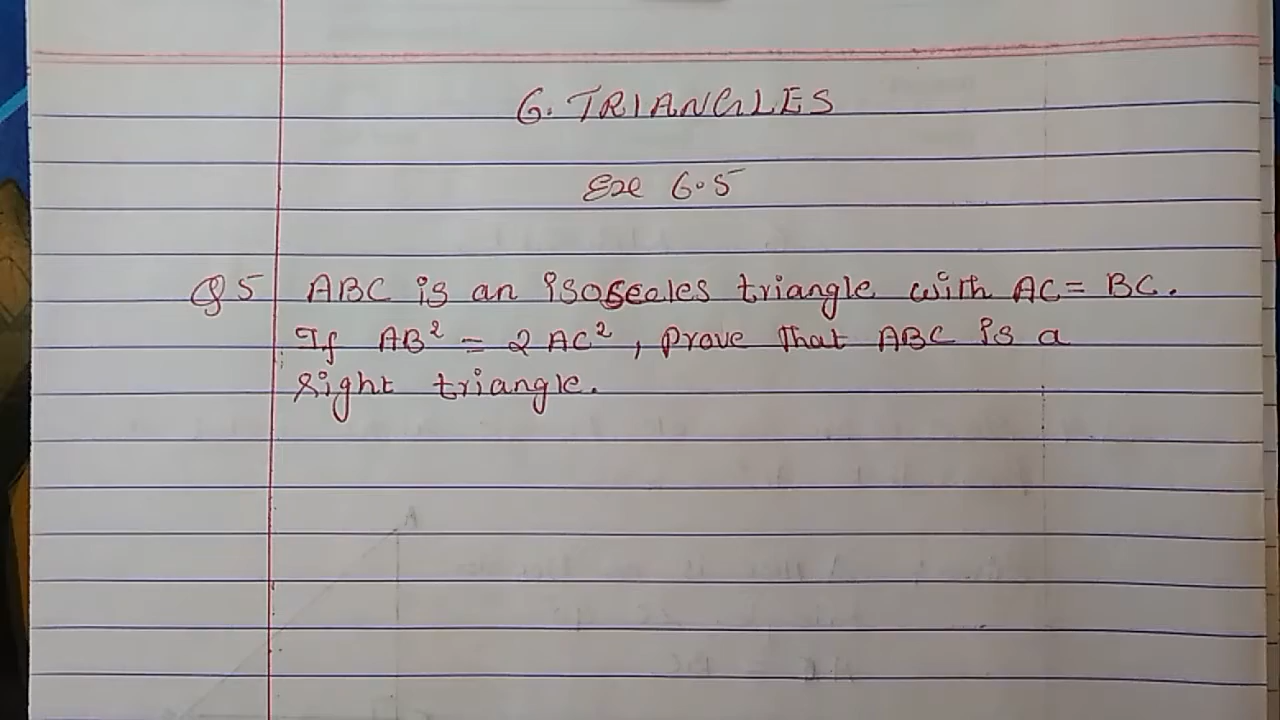 6. TRIANGLES
Exe 6.5
Q5 ABC is an isosceles triangle with AC = BC.
If AB² = 2AC², prove that ABC is a
right triangle.